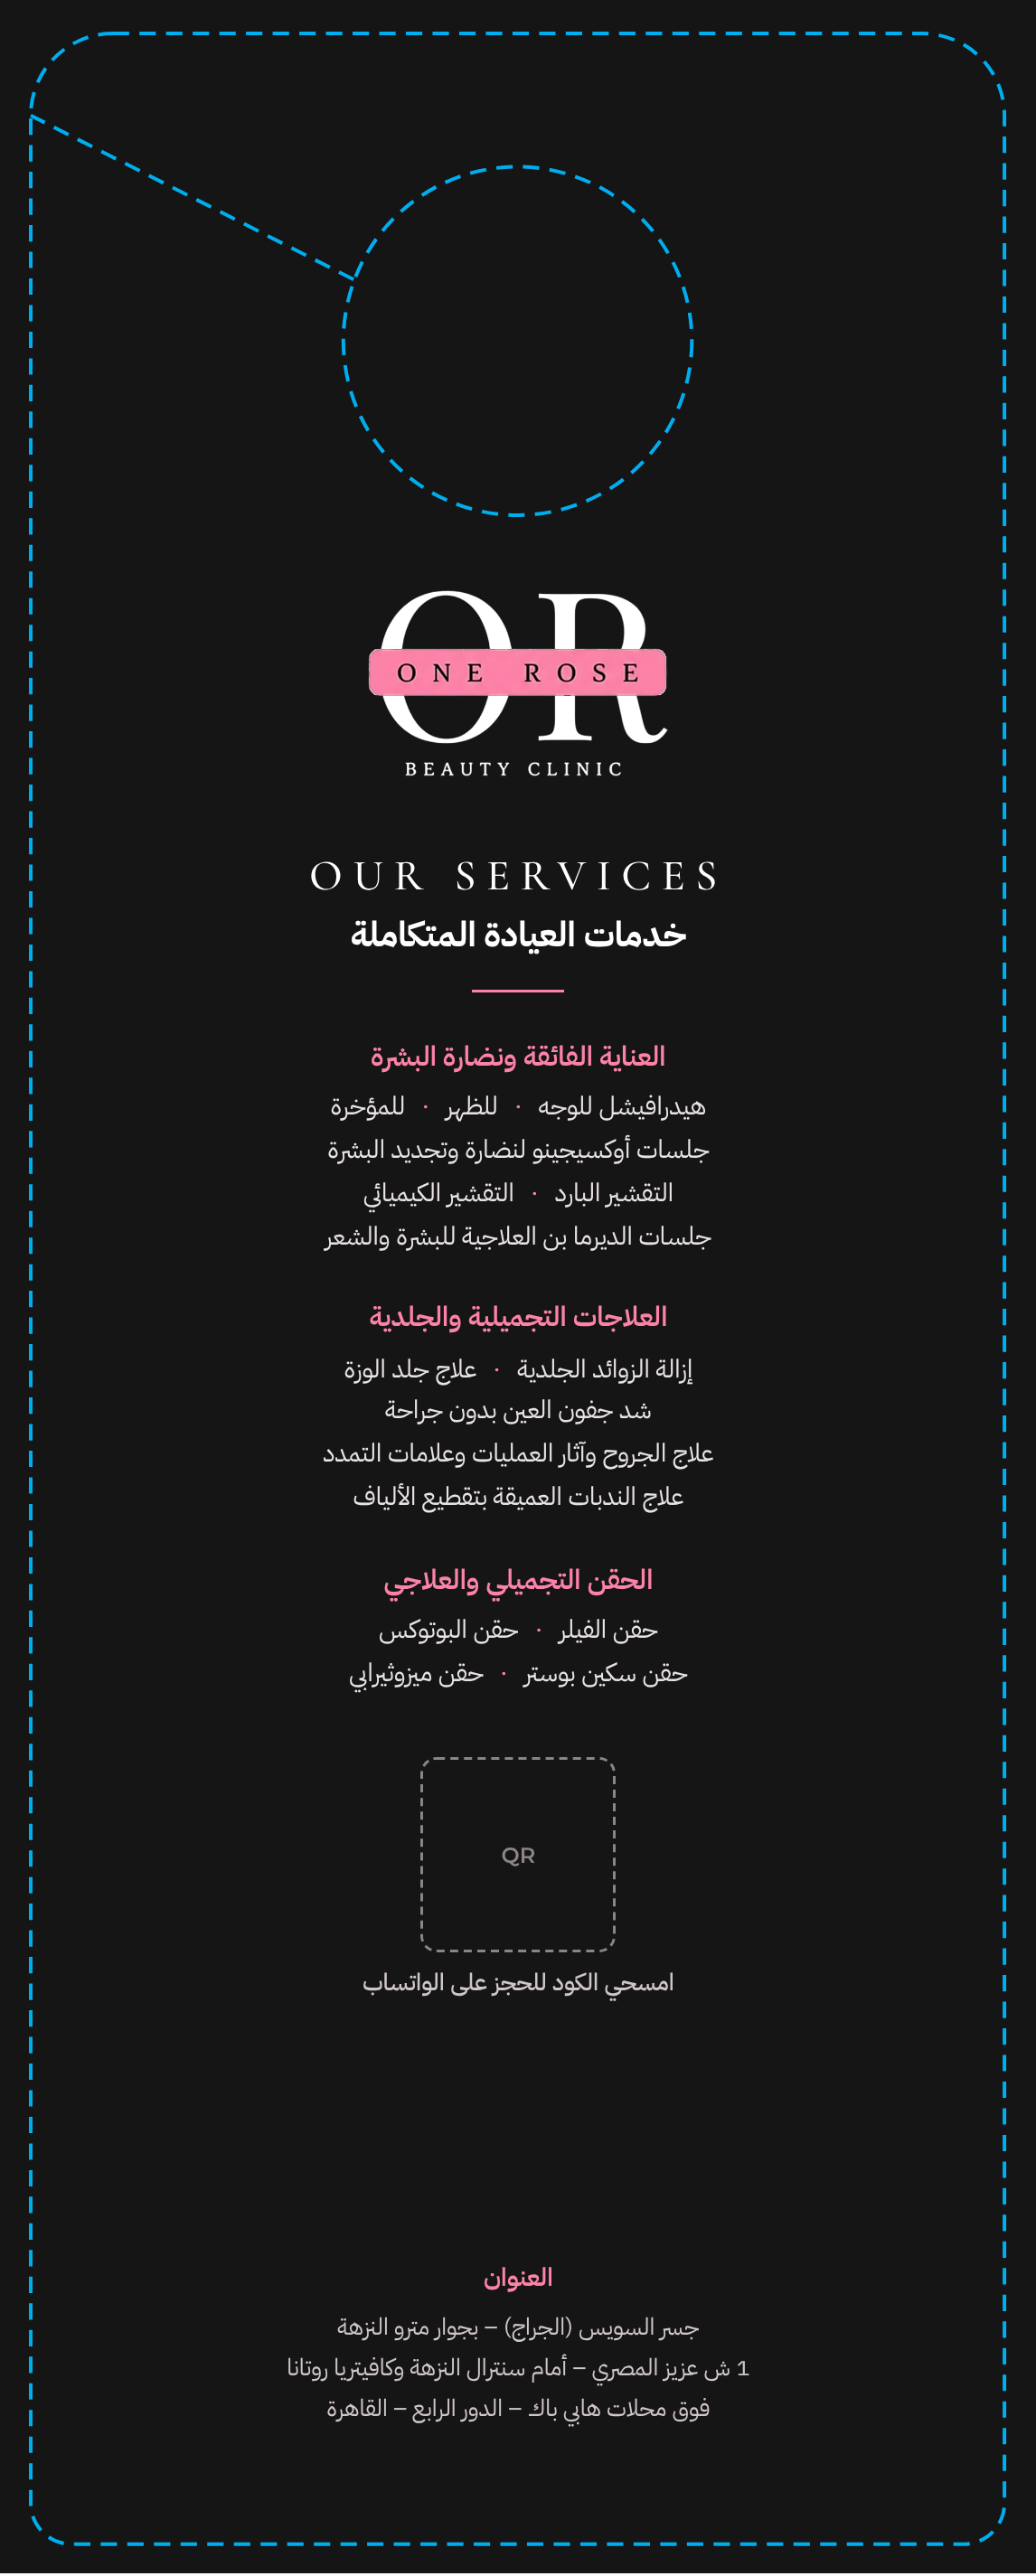 OR
ONE ROSE
BEAUTY CLINIC
OUR SERVICES
خدمات العيادة المتكاملة
العناية الفائقة ونضارة البشرة
هيدرافيشل للوجه · للظهر · للمؤخرة
جلسات أوكسيجينو لنضارة وتجديد البشرة
التقشير البارد · التقشير الكيميائي
جلسات الديرما بن العلاجية للبشرة والشعر
العلاجات التجميلية والجلدية
إزالة الزوائد الجلدية · علاج جلد الوزة
شد جفون العين بدون جراحة
علاج الجروح وآثار العمليات وعلامات التمدد
علاج الندبات العميقة بتقطيع الألياف
الحقن التجميلي والعلاجي
حقن الفيلر · حقن البوتوكس
حقن سكين بوستر · حقن ميزوثيرابي
QR
امسحي الكود للحجز على الواتساب
العنوان
جسر السويس (الجراج) – بجوار مترو النزهة
1 ش عزيز المصري – أمام سنترال النزهة وكافيتريا روتانا
فوق محلات هابي باك – الدور الرابع – القاهرة